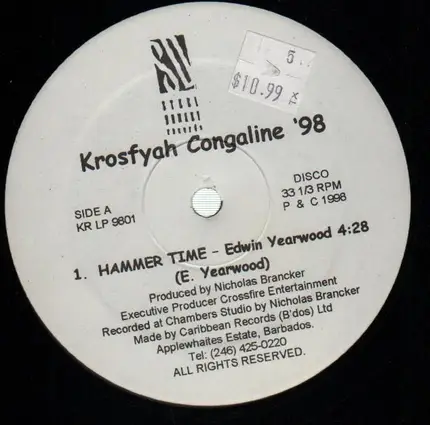 5
$10.99 x
records
Krosfyah Congaline '98
SIDE A
KR LP 9801
DISCO
33 1/3 RPM
P & C 1998
1. HAMMER TIME - Edwin Yearwood 4:28
(E. Yearwood)
Produced by Nicholas Brancker
Executive Producer Crossfire Entertainment
Recorded at Chambers Studio by Nicholas Brancker
Made by Caribbean Records (B'dos) Ltd
Applewhaites Estate, Barbados.
Tel: (246) 425-0220
ALL RIGHTS RESERVED.